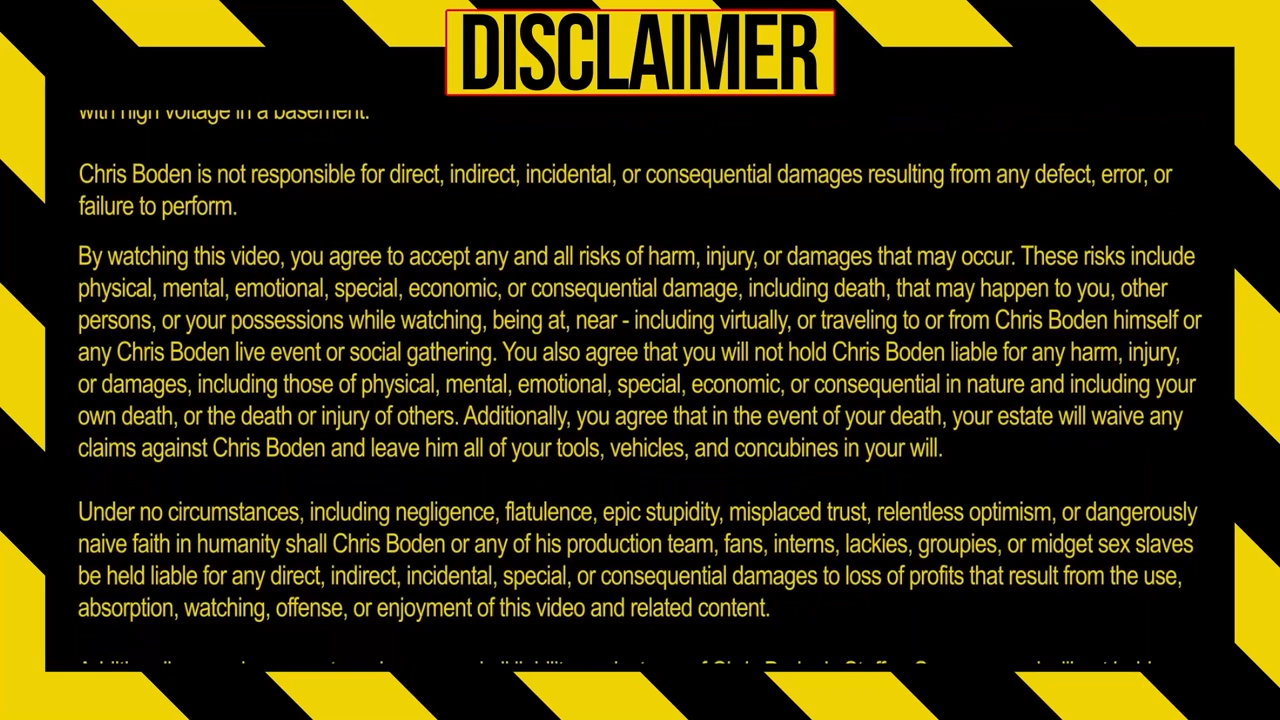 DISCLAIMER
with high voltage in a basement.
Chris Boden is not responsible for direct, indirect, incidental, or consequential damages resulting from any defect, error, or
failure to perform.
By watching this video, you agree to accept any and all risks of harm, injury, or damages that may occur. These risks include
physical, mental, emotional, special, economic, or consequential damage, including death, that may happen to you, other
persons, or your possessions while watching, being at, near - including virtually, or traveling to or from Chris Boden himself or
any Chris Boden live event or social gathering. You also agree that you will not hold Chris Boden liable for any harm, injury,
or damages, including those of physical, mental, emotional, special, economic, or consequential in nature and including your
own death, or the death or injury of others. Additionally, you agree that in the event of your death, your estate will waive any
claims against Chris Boden and leave him all of your tools, vehicles, and concubines in your will.
Under no circumstances, including negligence, flatulence, epic stupidity, misplaced trust, relentless optimism, or dangerously
naive faith in humanity shall Chris Boden or any of his production team, fans, interns, lackies, groupies, or midget sex slaves
be held liable for any direct, indirect, incidental, special, or consequential damages to loss of profits that result from the use,
absorption, watching, offense, or enjoyment of this video and related content.